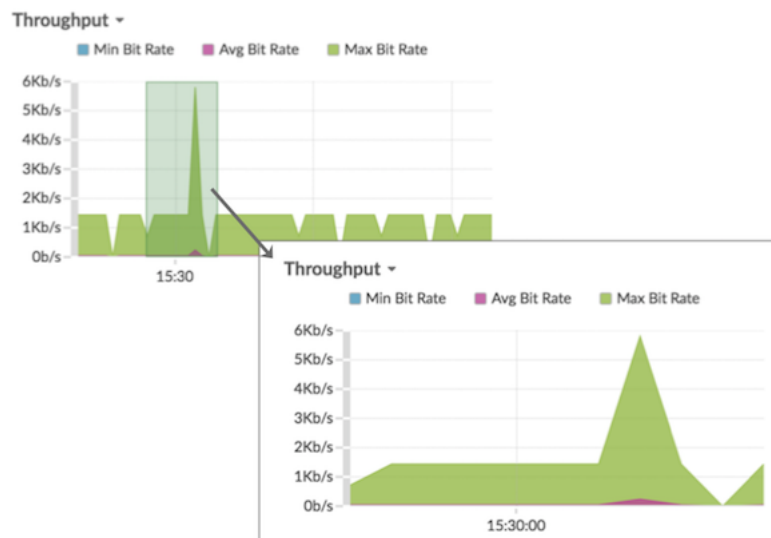 Throughput
Min Bit Rate Avg Bit Rate Max Bit Rate
6Kb/s
5Kb/s
4Kb/s
3Kb/s
2Kb/s
1Kb/s
0b/s
15:30
Throughput
Min Bit Rate Avg Bit Rate Max Bit Rate
6Kb/s
5Kb/s
4Kb/s
3Kb/s
2Kb/s
1Kb/s
0b/s
15:30:00